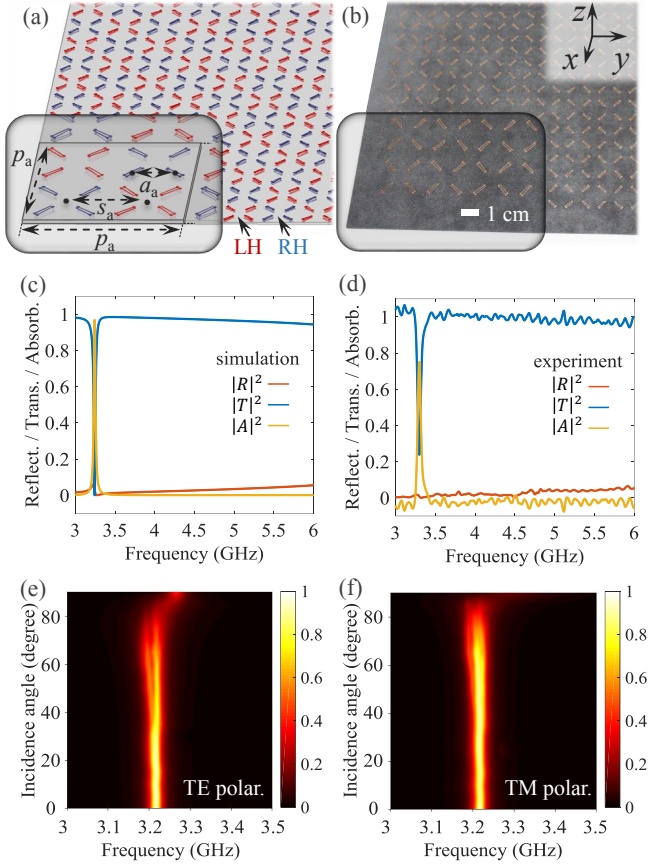 (a)
pₐ
aₐ
sₐ
pₐ
LH
RH
(b)
z
x
y
1 cm
(c)
Reflect. / Trans. / Absorb.
1
0.8
0.6
0.4
0.2
0
simulation
|R|²
|T|²
|A|²
3
3.5
4
4.5
5
5.5
6
Frequency (GHz)
(d)
Reflect. / Trans. / Absorb.
1
0.8
0.6
0.4
0.2
0
experiment
|R|²
|T|²
|A|²
3.0
3.5
4
4.5
5
5.5
6
Frequency (GHz)
(e)
Incidence angle (degree)
80
60
40
20
0
TE polar.
3
3.1
3.2
3.3
3.4
3.5
Frequency (GHz)
1
0.8
0.6
0.4
0.2
0
(f)
Incidence angle (degree)
80
60
40
20
0
TM polar.
3
3.1
3.2
3.3
3.4
3.5
Frequency (GHz)
1
0.8
0.6
0.4
0.2
0